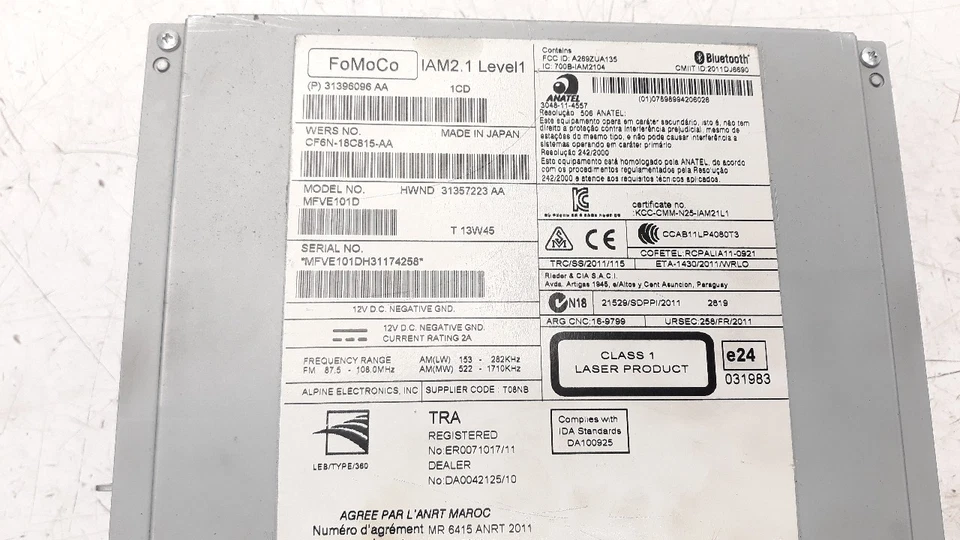 FoMoCo IAM2.1 Level1
(P) 31396096 AA 1CD
WERS NO. MADE IN JAPAN
CF6N-18C815-AA
MODEL NO. HWND 31357223 AA
MFVE101D
T 13W45
SERIAL NO.
*MFVE101DH31174258*
12V D.C. NEGATIVE GND.
12V D.C. NEGATIVE GND.
CURRENT RATING 2A
FREQUENCY RANGE AM(LW) 153 - 282KHz
FM 87.5 - 108.0MHz AM(MW) 522 - 1710KHz
ALPINE ELECTRONICS, INC SUPPLIER CODE : T08NB
Contains
FCC ID: A269ZUA135
IC: 700B-IAM2104
Bluetooth
CMIIT ID:2011DJ6690
ANATEL
3048-11-4557
(01)07898994206026
Resolução 506 ANATEL:
Este equipamento opera em caráter secundário, isto é, não tem
direito a proteção contra interferência prejudicial, mesmo de
estações do mesmo tipo, e não pode causar interferência a
sistemas operando em caráter primário
Resolução 242/2000
Este equipamento está homologado pela ANATEL, de acordo
com os procedimentos regulamentados pela Resolução
242/2000 e atende aos requisitos técnicos aplicados.
certificate no.
:KCC-CMM-N25-IAM21L1
CE
CCAB11LP4080T3
COFETEL:RCPALIA11-0921
TRC/SS/2011/115 ETA-1430/2011/WRLO
Rieder & CIA S.A.C.I.
Avda. Artigas 1945, e/Altos y Cent Asuncion, Paraguay
N18 21529/SDPPI/2011 2619
ARG CNC:16-9799 URSEC:258/FR/2011
CLASS 1
LASER PRODUCT
e24
031983
LEB/TYPE/360
TRA
REGISTERED
No:ER0071017/11
DEALER
No:DA0042125/10
Complies with
IDA Standards
DA100925
AGREE PAR L'ANRT MAROC
Numéro d'agrément MR 6415 ANRT 2011